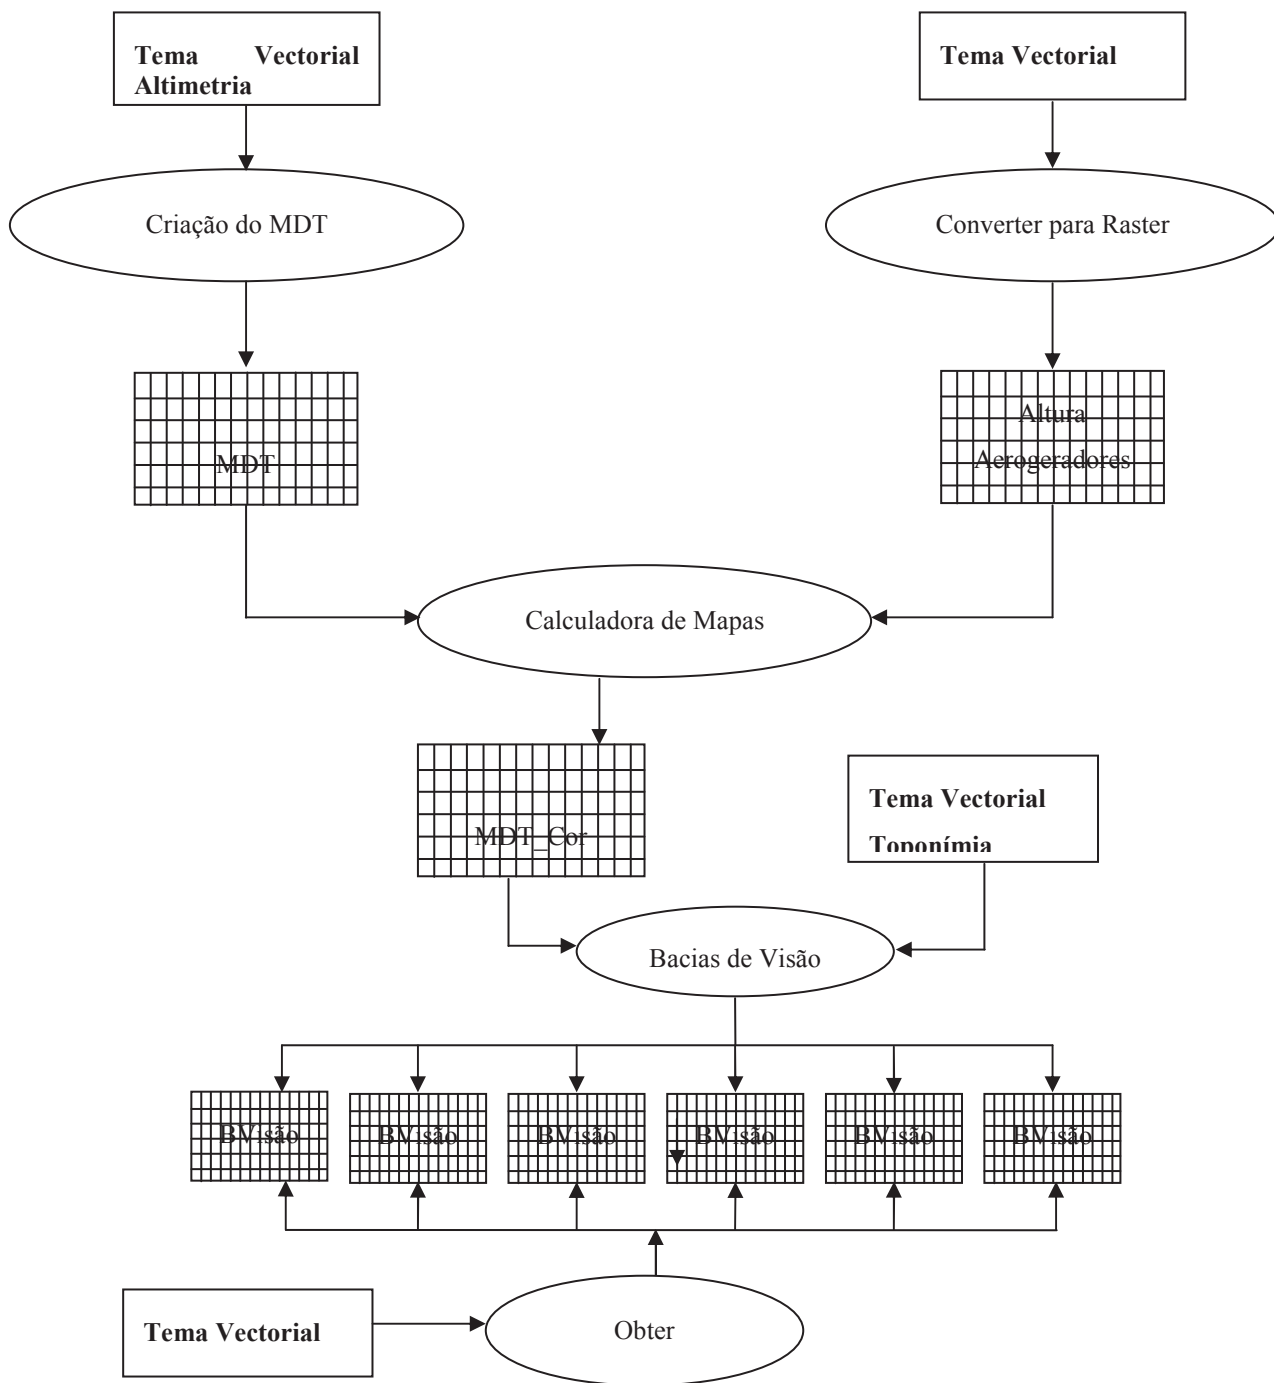 Tema Vectorial
Altimetria
Tema Vectorial
Criação do MDT
Converter para Raster
MDT
Altura
Aerogeradores
Calculadora de Mapas
MDT_Cor
Tema Vectorial
Toponímia
Bacias de Visão
BVisão
BVisão
BVisão
BVisão
BVisão
BVisão
Tema Vectorial
Obter